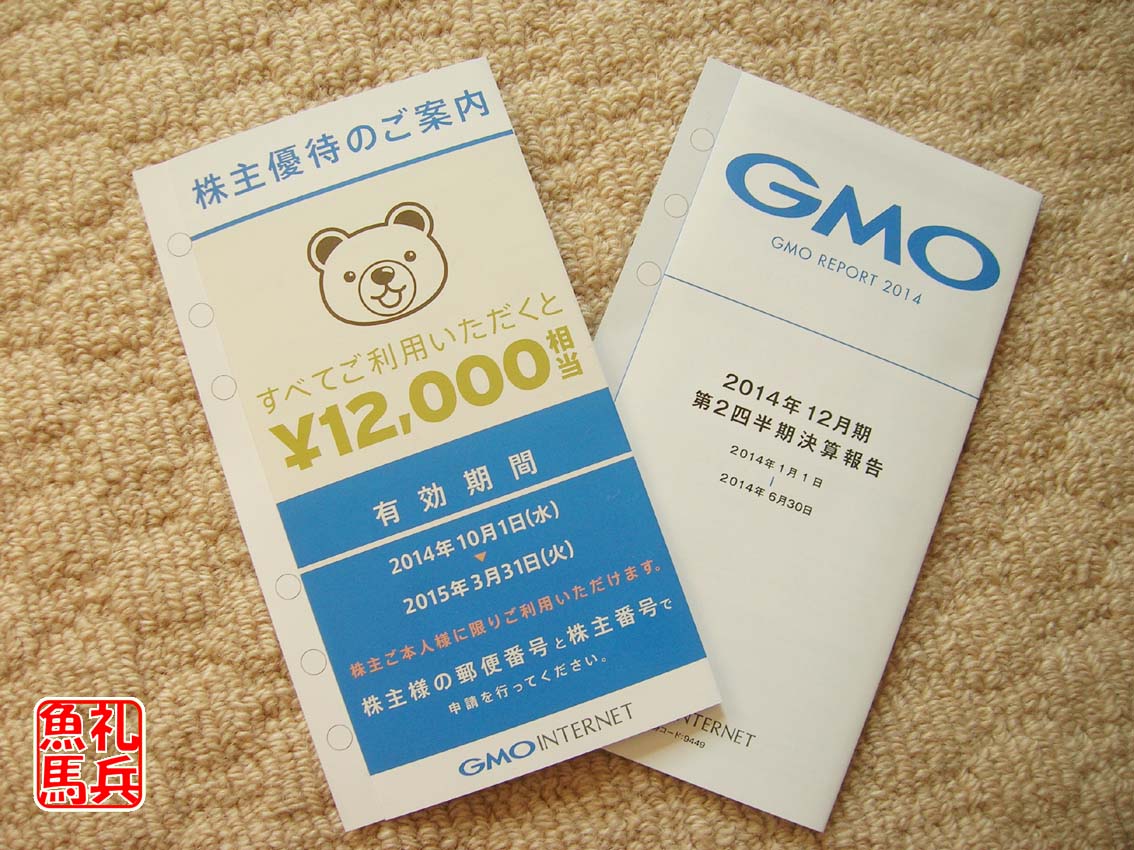 株主優待のご案内
すべてご利用いただくと
¥12,000相当
有効期間
2014年10月1日(水)
2015年3月31日(火)
株主ご本人様に限りご利用いただけます。
株主様の郵便番号と株主番号で
申請を行ってください。
GMO INTERNET
GMO
GMO REPORT 2014
2014年12月期
第2四半期決算報告
2014年1月1日
2014年6月30日
INTERNET
コード:9449
礼兵
魚馬